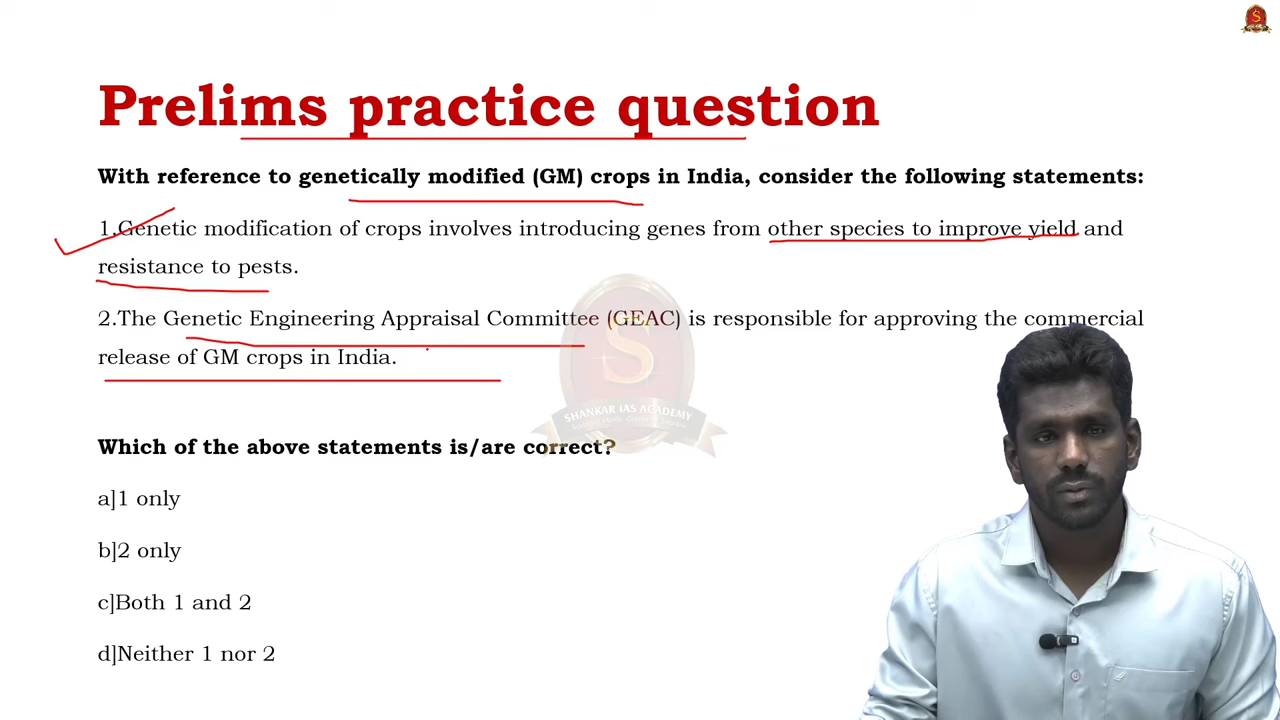 Prelims practice question
With reference to genetically modified (GM) crops in India, consider the following statements:
1.Genetic modification of crops involves introducing genes from other species to improve yield and
resistance to pests.
2.The Genetic Engineering Appraisal Committee (GEAC) is responsible for approving the commercial
release of GM crops in India.
S
SHANKAR IAS ACADEMY
Which of the above statements is/are correct?
a]1 only
b]2 only
c]Both 1 and 2
d]Neither 1 nor 2